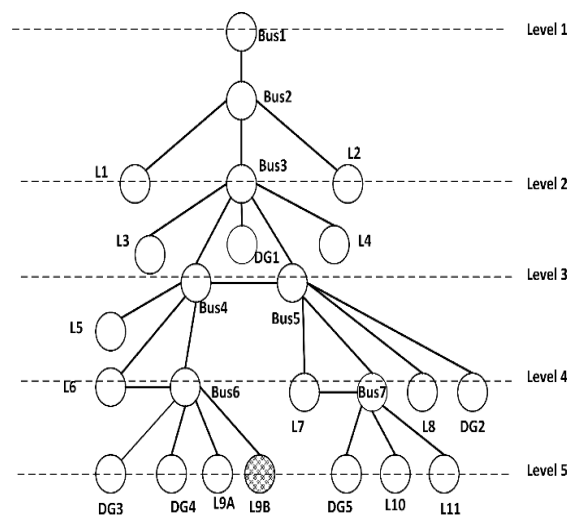 Bus1
Level 1
Bus2
L1
Bus3
L2
Level 2
L3
DG1
L4
Level 3
Bus4
Bus5
L5
L6
Bus6
L7
Bus7
L8
DG2
Level 4
DG3
DG4
L9A
L9B
DG5
L10
L11
Level 5